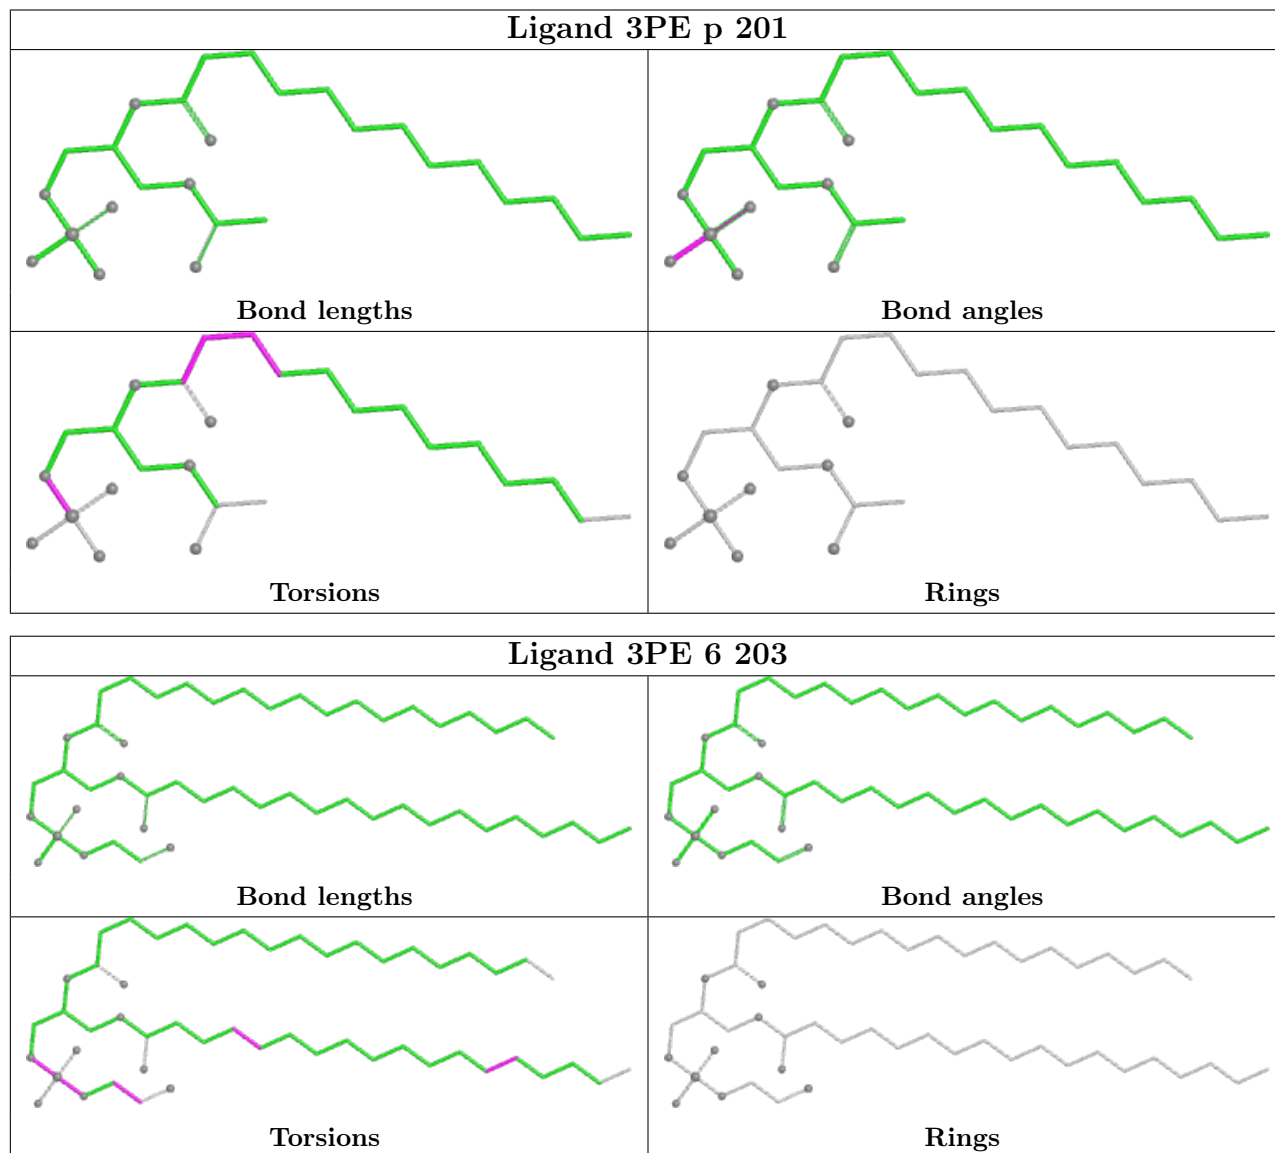 Ligand 3PE p 201
Bond lengths
Bond angles
Torsions
Rings
Ligand 3PE 6 203
Bond lengths
Bond angles
Torsions
Rings